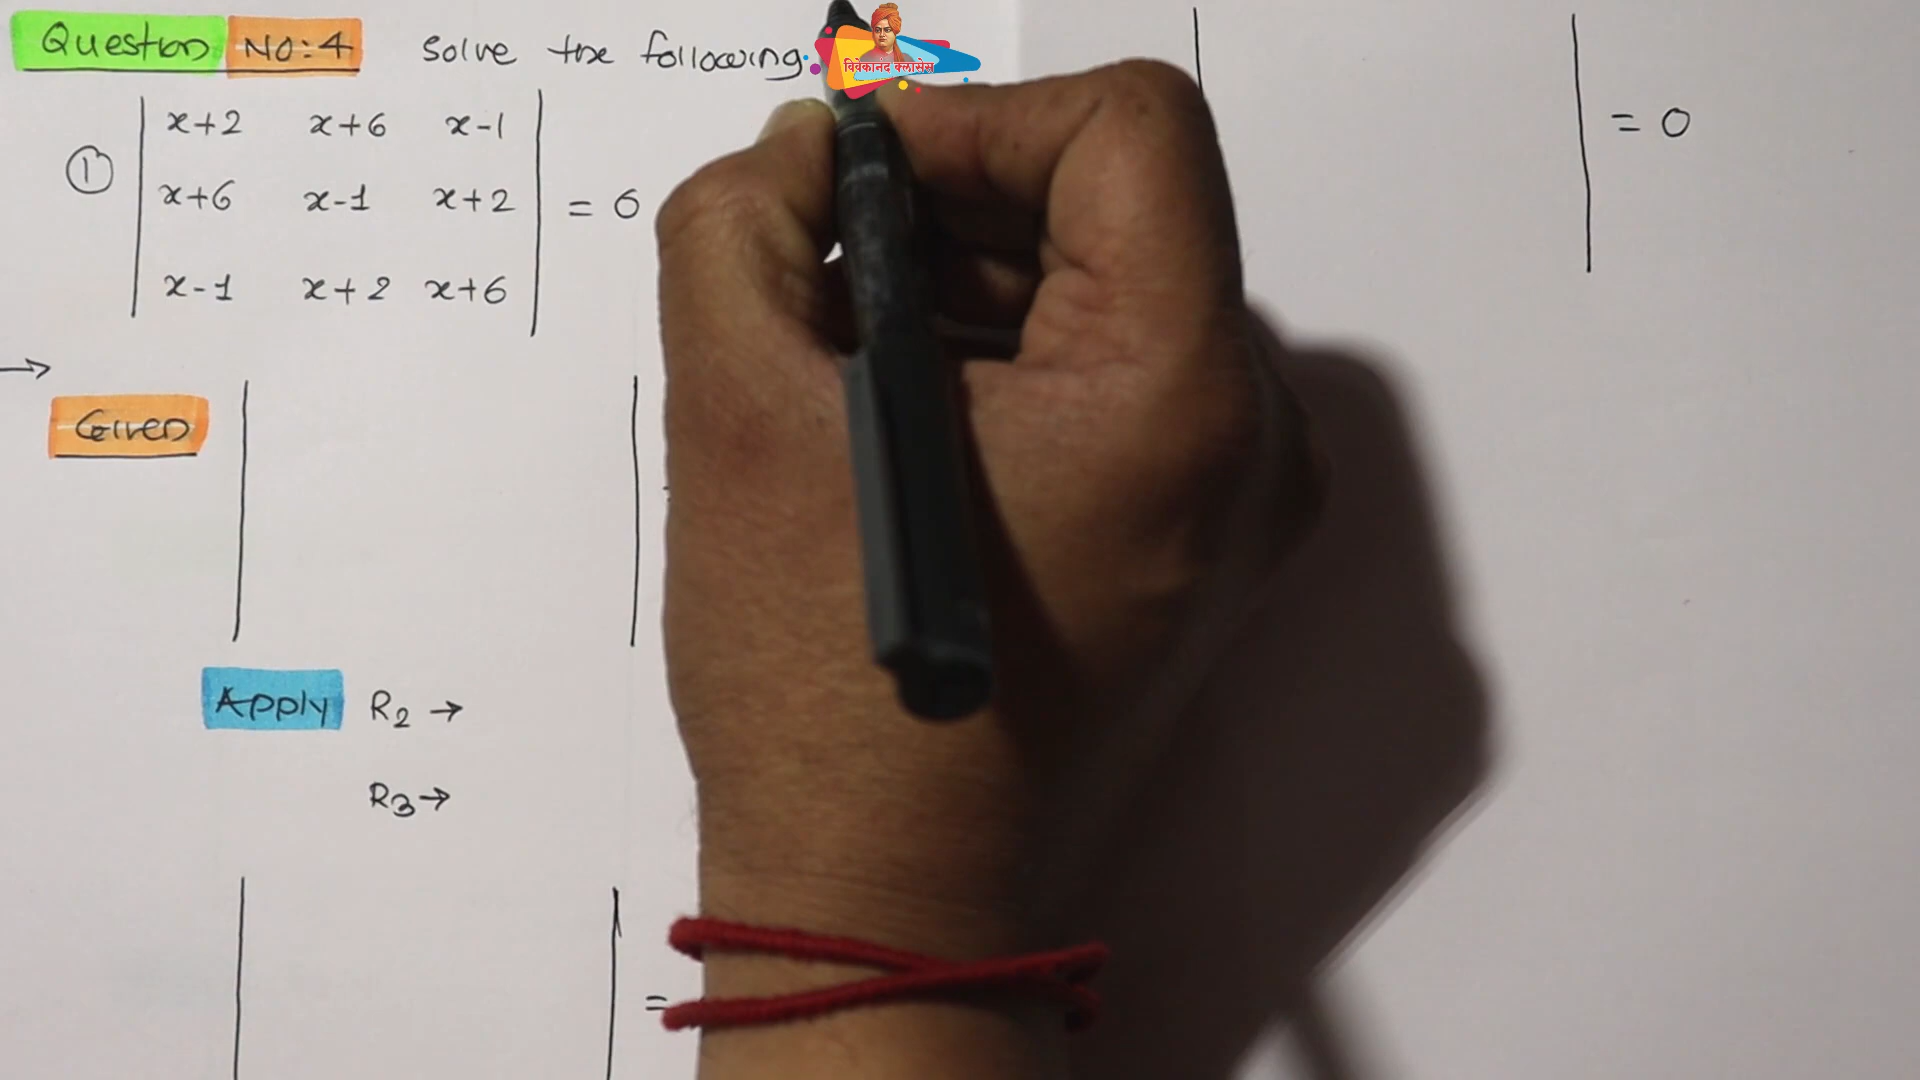 Question No: 4 solve the following
विवेकानंद क्लासेस
① x+2 x+6 x-1
x+6 x-1 x+2 = 0
x-1 x+2 x+6
→
Given
Apply R2 →
R3 →
=
= 0